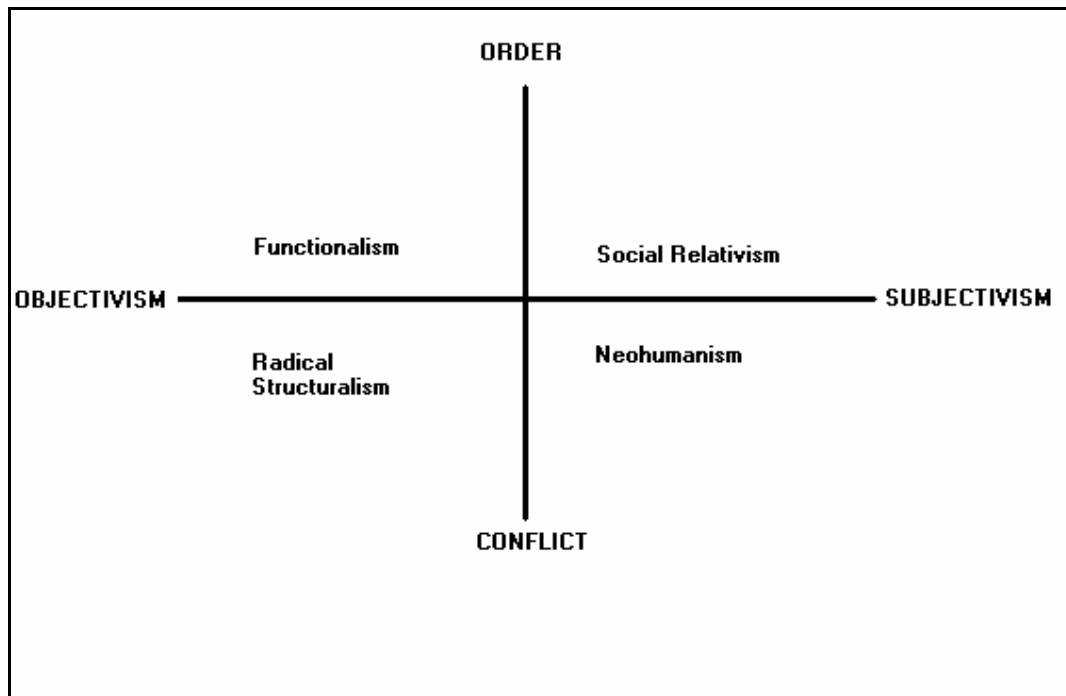 ORDER
Functionalism
Social Relativism
OBJECTIVISM
SUBJECTIVISM
Radical
Structuralism
Neohumanism
CONFLICT